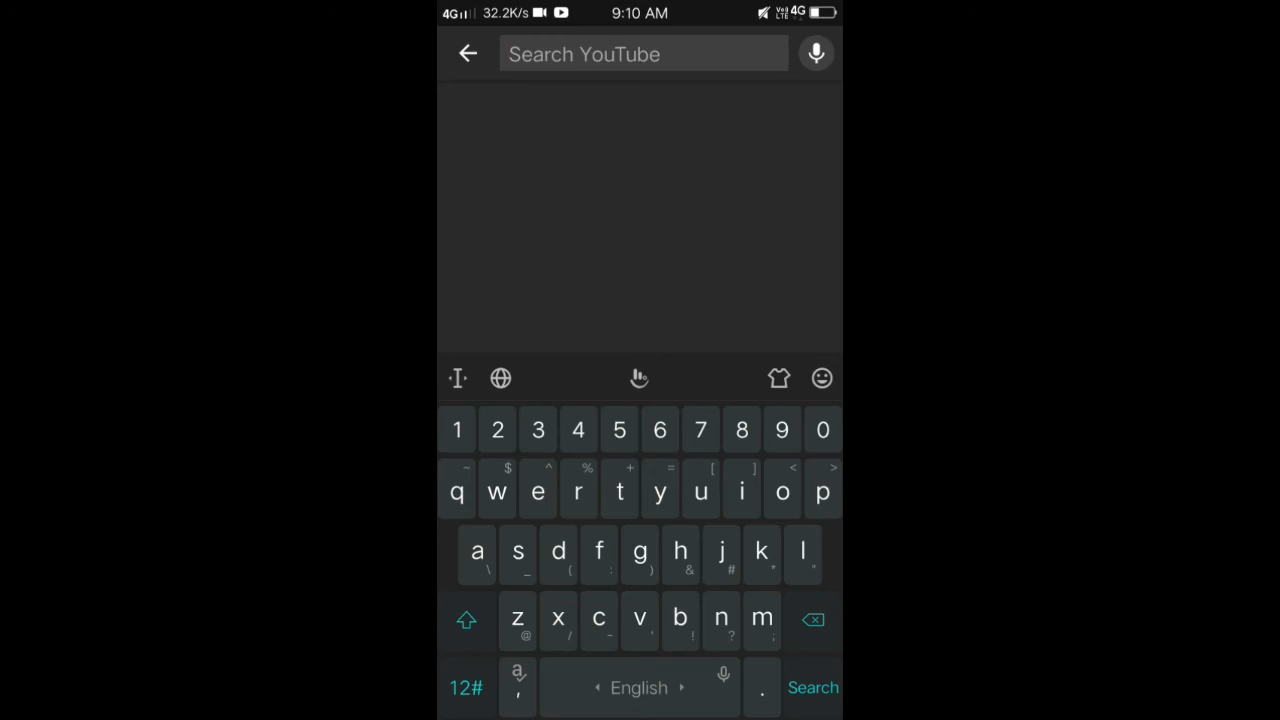 4G 32.2K/s 9:10 AM VoLTE 4G
Search YouTube
1 2 3 4 5 6 7 8 9 0
~ $ ^ % + = [ ] < >
q w e r t y u i o p
a s d f g h j k l
\ _ ( : ) & # * "
z x c v b n m
@ / - ' ! ? ;
12# a , English . Search